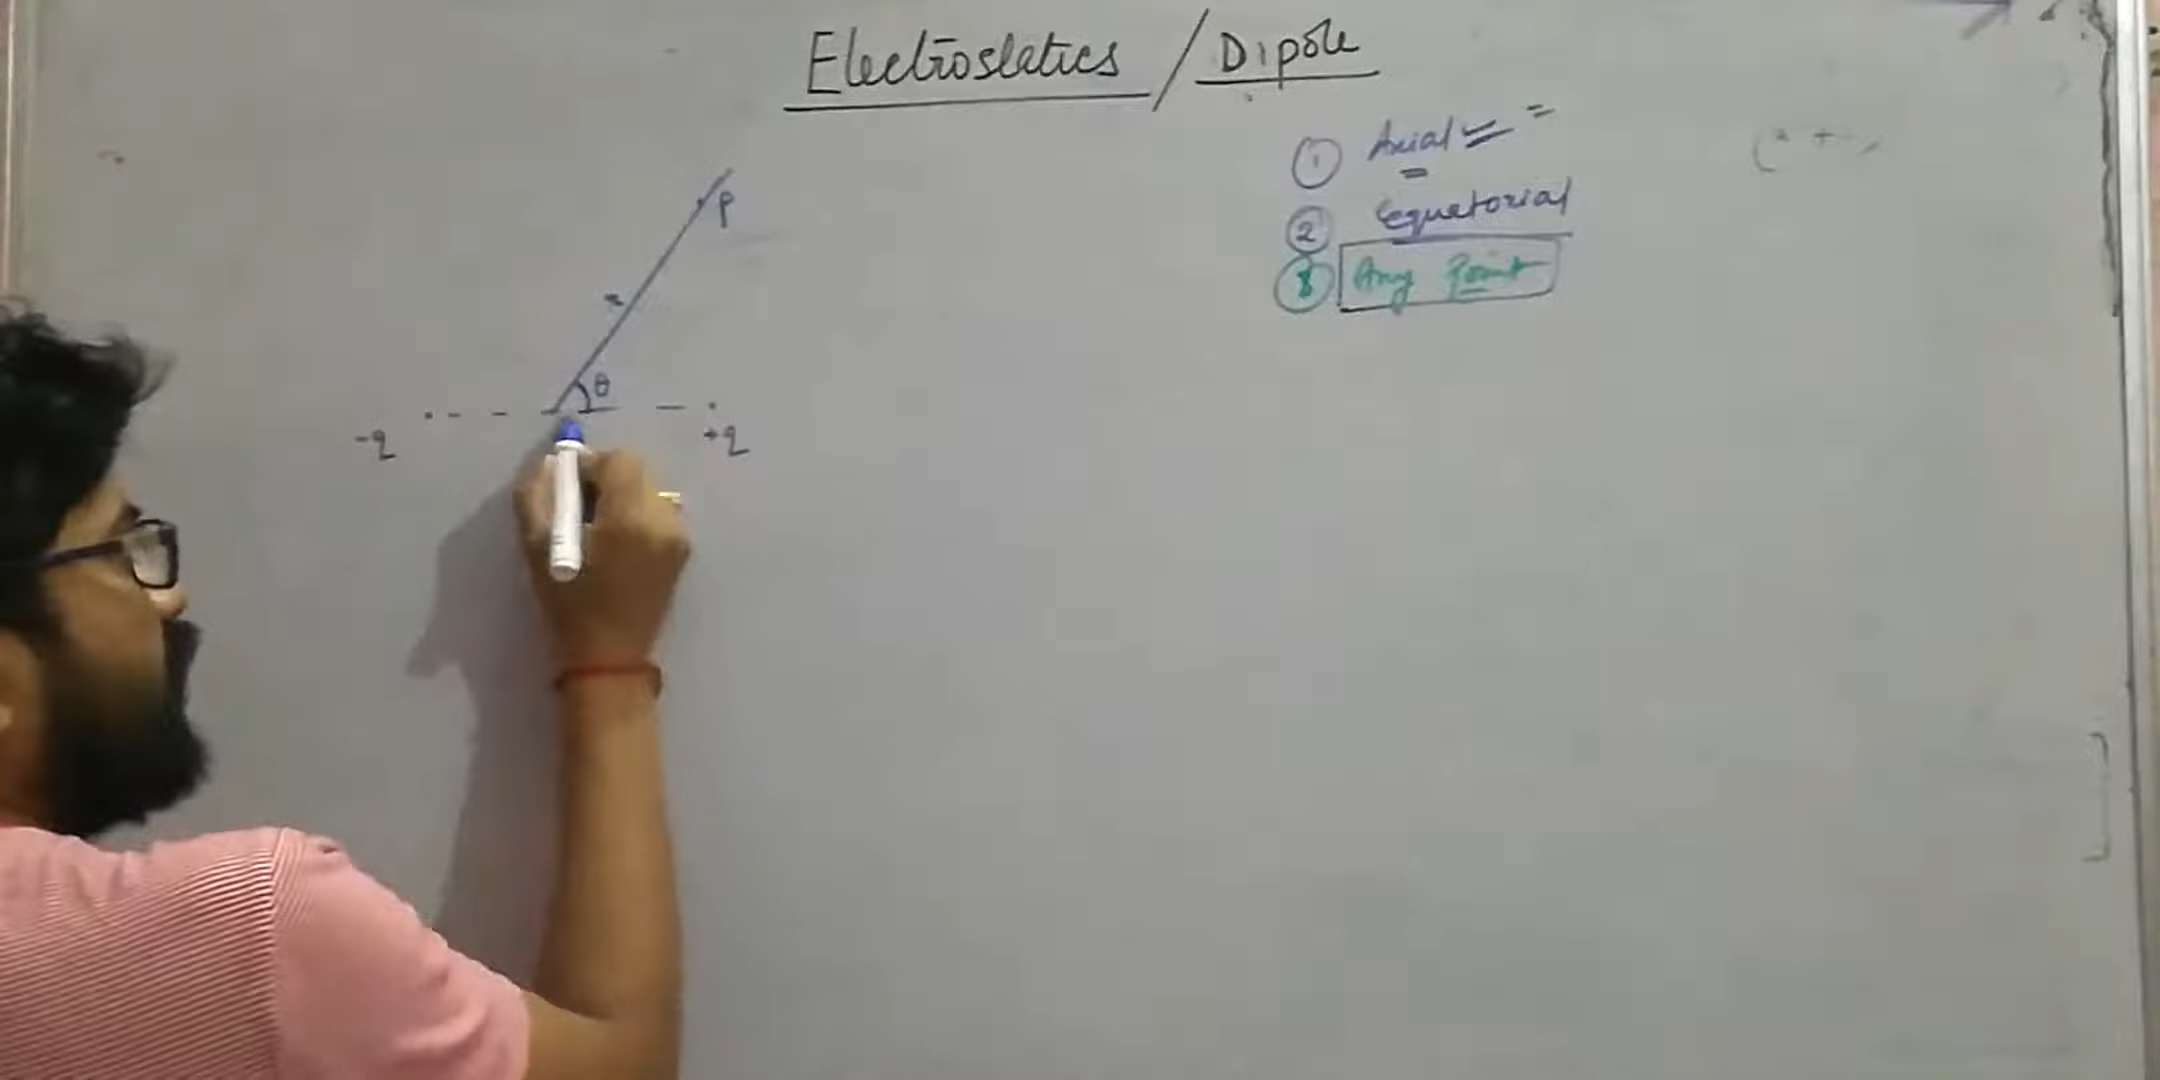 Electrostatics / Dipole
① Axial =
② Equatorial
③ Any Point
P
r
θ
-q +q